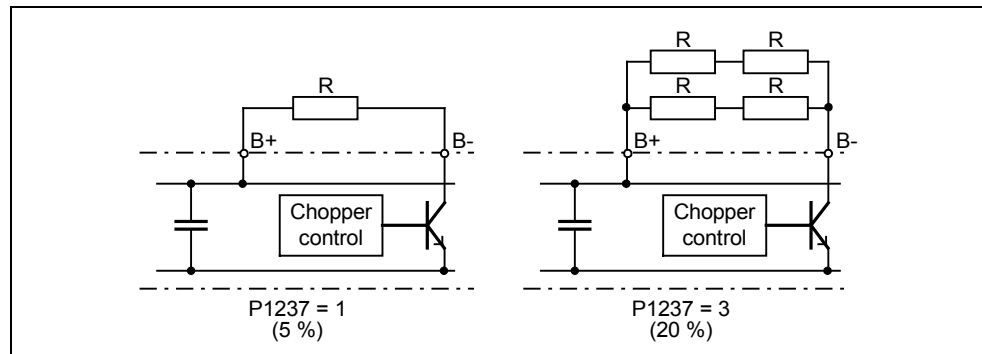 R
B+
B-
Chopper
control
P1237 = 1
(5 %)
R
R
R
R
B+
B-
Chopper
control
P1237 = 3
(20 %)